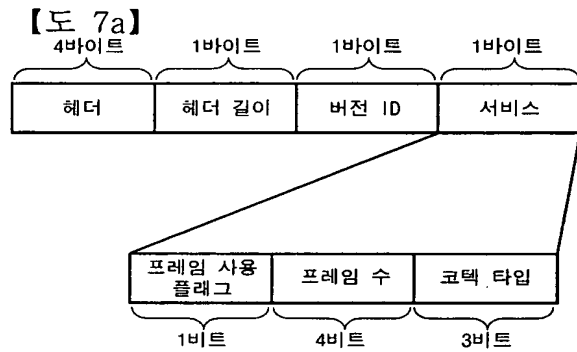 【도 7a】
4바이트 1바이트 1바이트 1바이트
헤더 헤더 길이 버전 ID 서비스
프레임 사용
플래그 프레임 수 코텍 타입
1비트 4비트 3비트